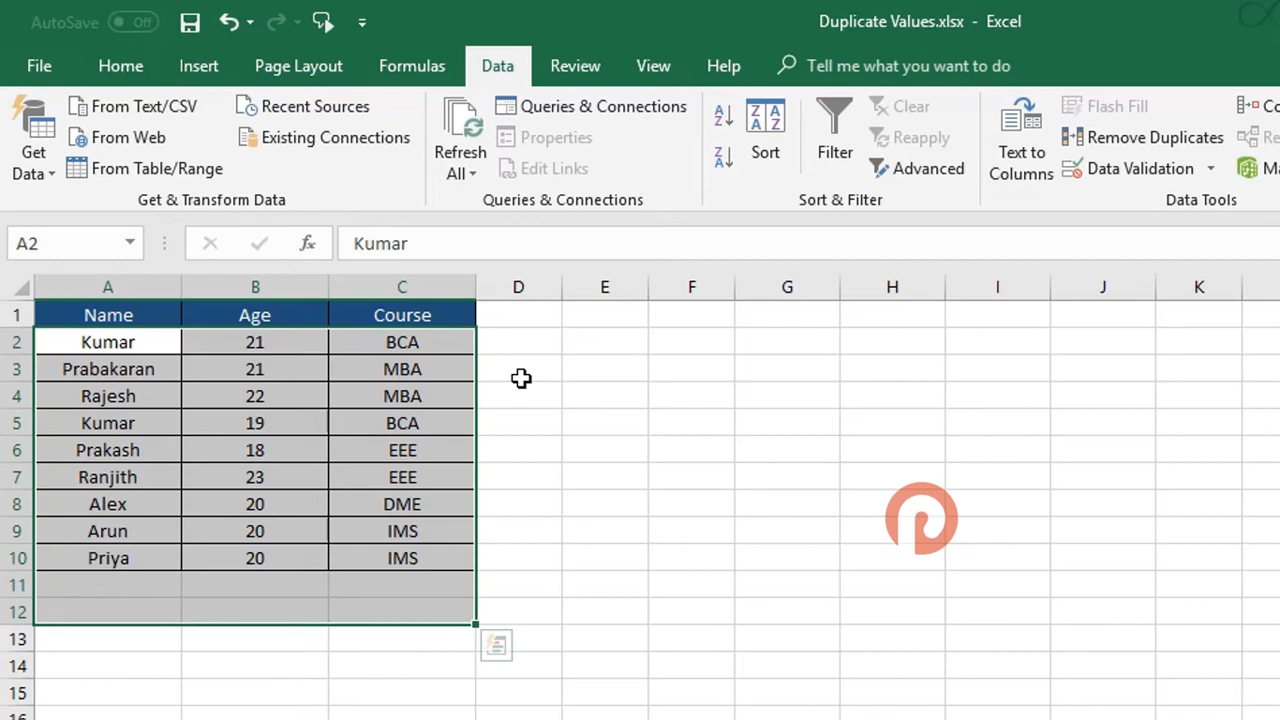 AutoSave Off Duplicate Values.xlsx - Excel
File Home Insert Page Layout Formulas Data Review View Help Tell me what you want to do
From Text/CSV Recent Sources Queries & Connections Clear Flash Fill
From Web Existing Connections Properties Reapply Remove Duplicates
Get Data From Table/Range Refresh All Edit Links Sort Filter Advanced Text to Columns Data Validation
Get & Transform Data Queries & Connections Sort & Filter Data Tools
A2 fx Kumar
A B C D E F G H I J K
1 Name Age Course
2 Kumar 21 BCA
3 Prabakaran 21 MBA
4 Rajesh 22 MBA
5 Kumar 19 BCA
6 Prakash 18 EEE
7 Ranjith 23 EEE
8 Alex 20 DME
9 Arun 20 IMS
10 Priya 20 IMS
11
12
13
14
15